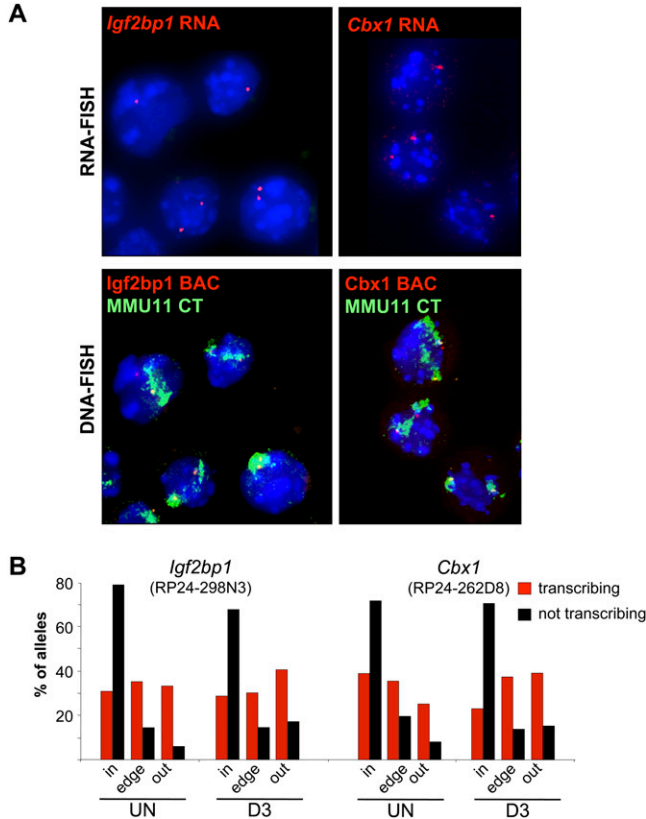 A
Igf2bp1 RNA
Cbx1 RNA
RNA-FISH
Igf2bp1 BAC
MMU11 CT
Cbx1 BAC
MMU11 CT
DNA-FISH
B
Igf2bp1
(RP24-298N3)
Cbx1
(RP24-262D8)
transcribing
not transcribing
% of alleles
80
60
40
20
in edge out in edge out in edge out in edge out
UN D3 UN D3